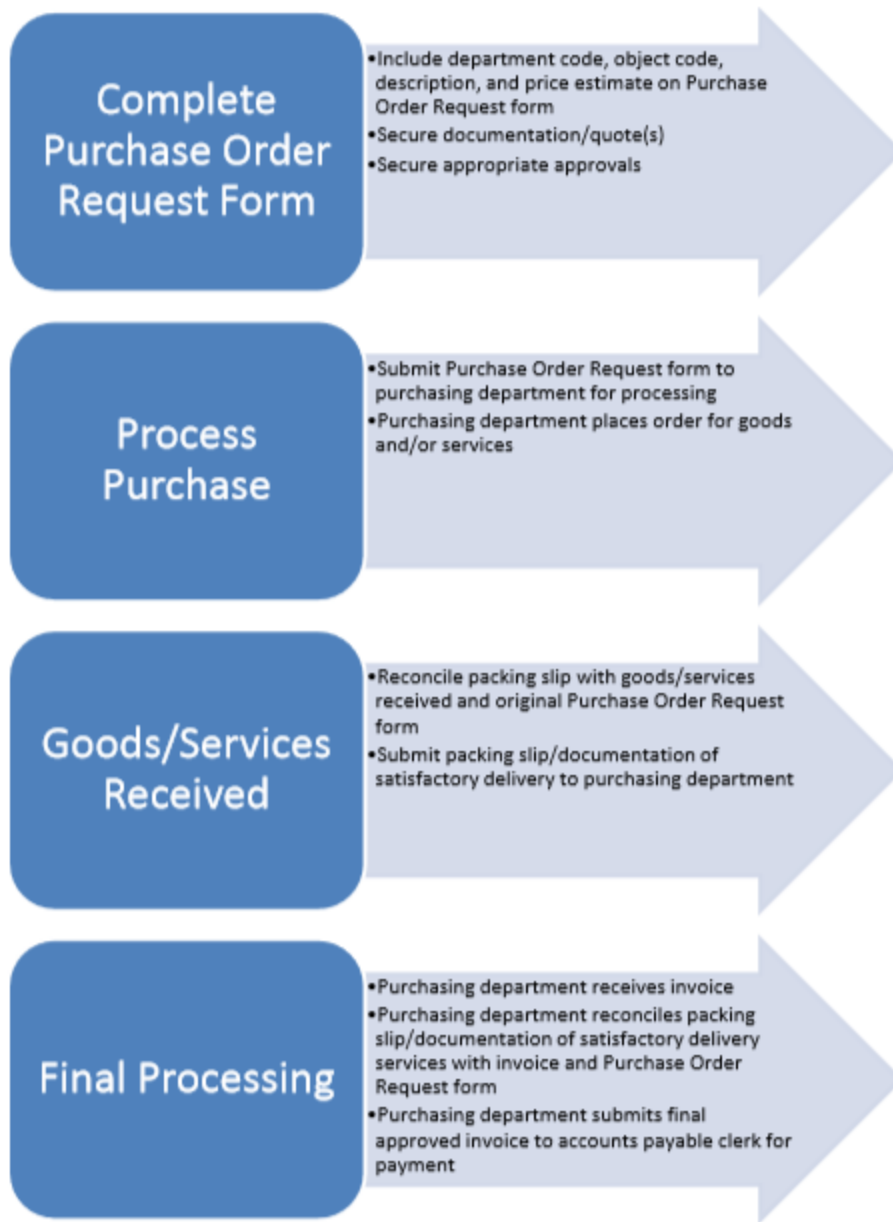 Complete
Purchase Order
Request Form
•Include department code, object code,
description, and price estimate on Purchase
Order Request form
•Secure documentation/quote(s)
•Secure appropriate approvals
Process
Purchase
•Submit Purchase Order Request form to
purchasing department for processing
•Purchasing department places order for goods
and/or services
Goods/Services
Received
•Reconcile packing slip with goods/services
received and original Purchase Order Request
form
•Submit packing slip/documentation of
satisfactory delivery to purchasing department
Final Processing
•Purchasing department receives invoice
•Purchasing department reconciles packing
slip/documentation of satisfactory delivery
services with invoice and Purchase Order
Request form
•Purchasing department submits final
approved invoice to accounts payable clerk for
payment